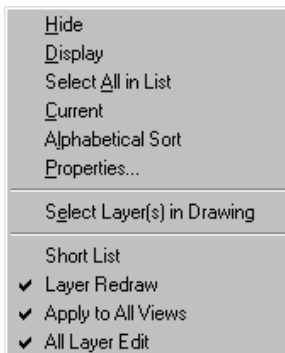 Hide
Display
Select All in List
Current
Alphabetical Sort
Properties...
Select Layer(s) in Drawing
Short List
Layer Redraw
Apply to All Views
All Layer Edit